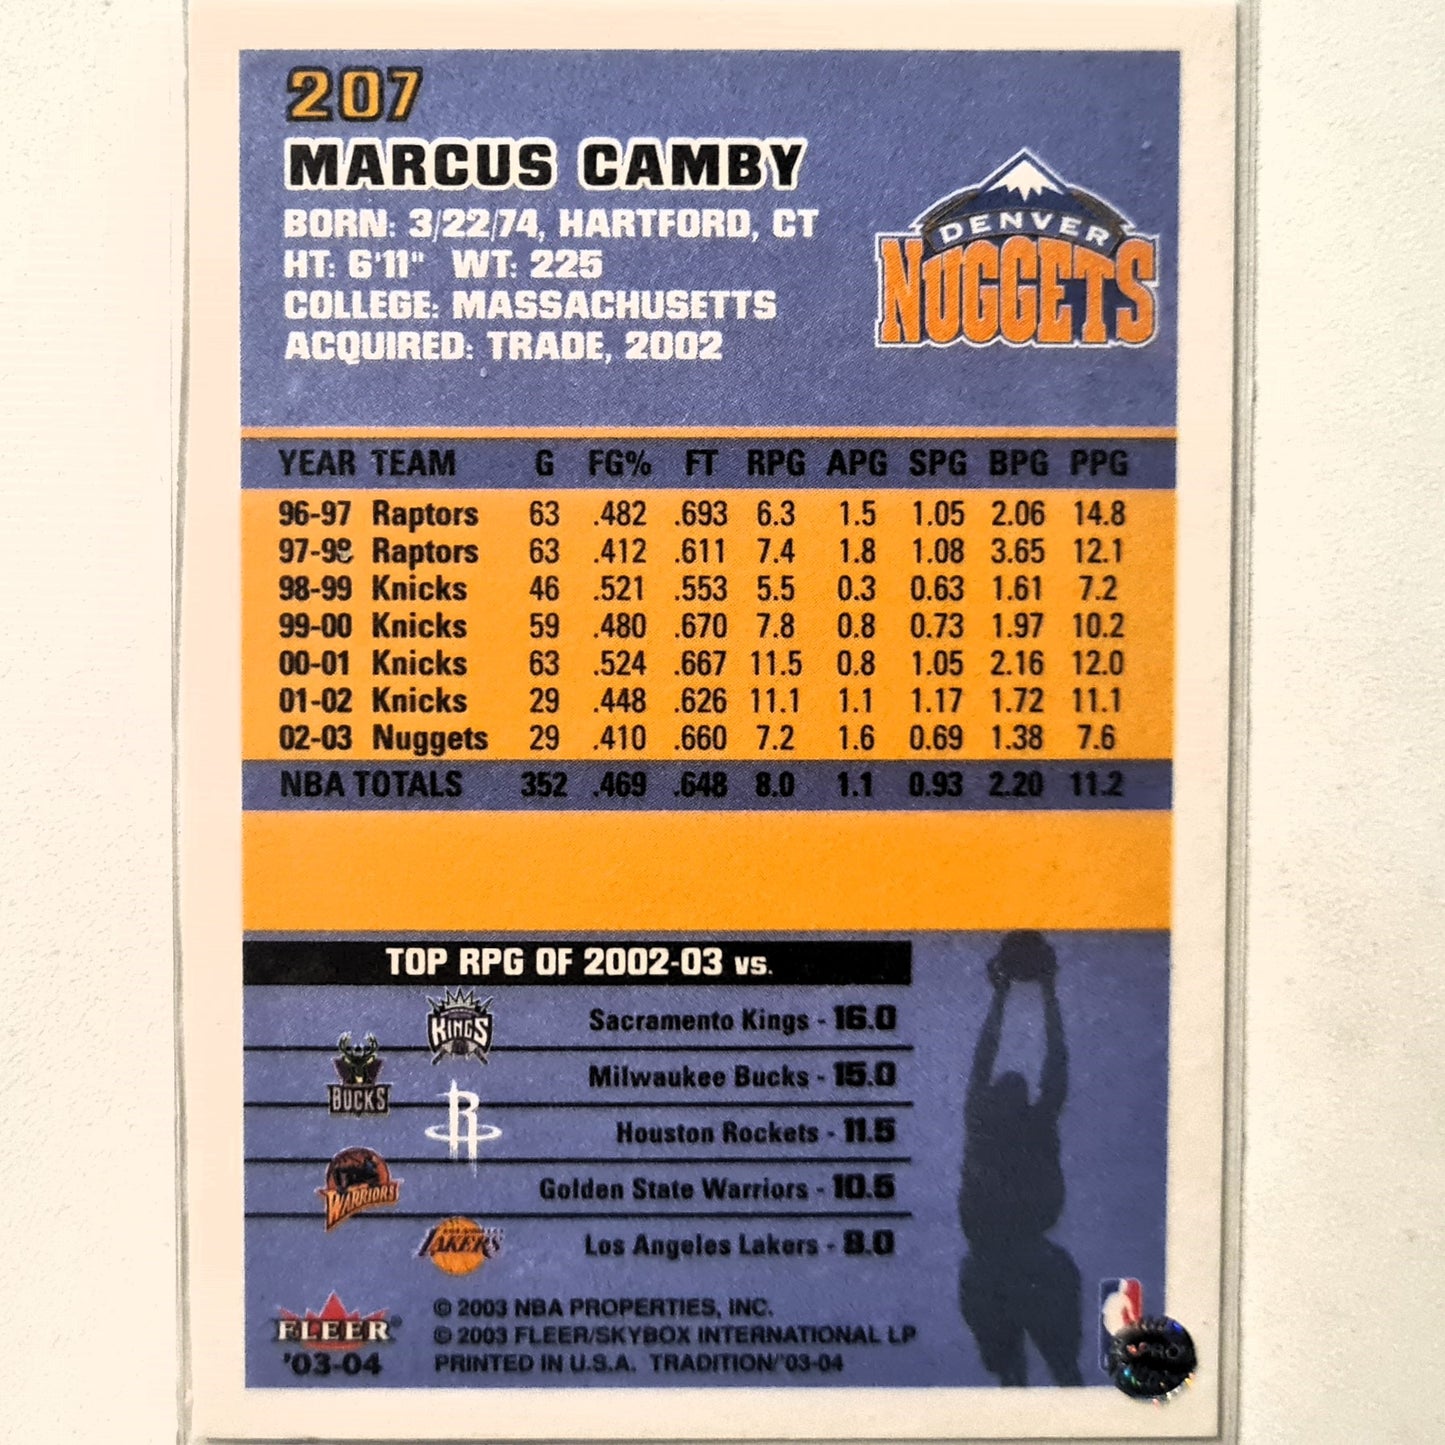 207
MARCUS CAMBY
BORN: 3/22/74, HARTFORD, CT
HT: 6'11" WT: 225
COLLEGE: MASSACHUSETTS
ACQUIRED: TRADE, 2002
DENVER
NUGGETS
YEAR TEAM G FG% FT RPG APG SPG BPG PPG
96-97 Raptors 63 .482 .693 6.3 1.5 1.05 2.06 14.8
97-98 Raptors 63 .412 .611 7.4 1.8 1.08 3.65 12.1
98-99 Knicks 46 .521 .553 5.5 0.3 0.63 1.61 7.2
99-00 Knicks 59 .480 .670 7.8 0.8 0.73 1.97 10.2
00-01 Knicks 63 .524 .667 11.5 0.8 1.05 2.16 12.0
01-02 Knicks 29 .448 .626 11.1 1.1 1.17 1.72 11.1
02-03 Nuggets 29 .410 .660 7.2 1.6 0.69 1.38 7.6
NBA TOTALS 352 .469 .648 8.0 1.1 0.93 2.20 11.2
TOP RPG OF 2002-03 vs.
KINGS
Sacramento Kings - 16.0
BUCKS
Milwaukee Bucks - 15.0
R
Houston Rockets - 11.5
WARRIORS
Golden State Warriors - 10.5
LAKERS
Los Angeles Lakers - 8.0
FLEER
'03-04
© 2003 NBA PROPERTIES, INC.
© 2003 FLEER/SKYBOX INTERNATIONAL LP
PRINTED IN U.S.A. TRADITION/'03-04
PRO